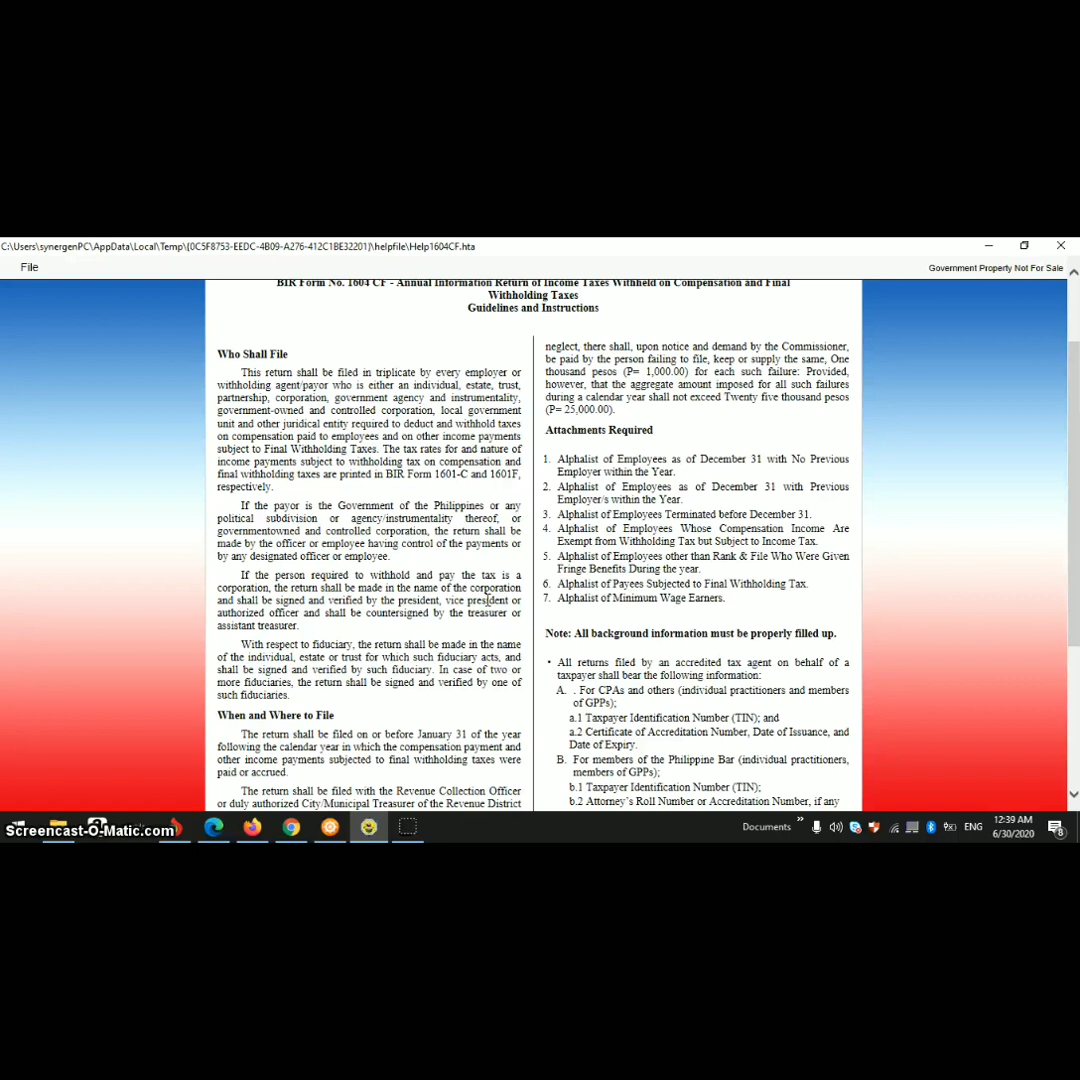 C:\Users\synergenPC\AppData\Local\Temp\{0C5F8753-EEDC-4B09-A276-412C1BE32201}\helpfile\Help1604CF.hta
File
Government Property Not For Sale
BIR Form No. 1604 CF - Annual Information Return of Income Taxes Withheld on Compensation and Final
Withholding Taxes
Guidelines and Instructions
Who Shall File
This return shall be filed in triplicate by every employer or
withholding agent/payor who is either an individual, estate, trust,
partnership, corporation, government agency and instrumentality,
government-owned and controlled corporation, local government
unit and other juridical entity required to deduct and withhold taxes
on compensation paid to employees and on other income payments
subject to Final Withholding Taxes. The tax rates for and nature of
income payments subject to withholding tax on compensation and
final withholding taxes are printed in BIR Form 1601-C and 1601F,
respectively.
If the payor is the Government of the Philippines or any
political subdivision or agency/instrumentality thereof, or
governmentowned and controlled corporation, the return shall be
made by the officer or employee having control of the payments or
by any designated officer or employee.
If the person required to withhold and pay the tax is a
corporation, the return shall be made in the name of the corporation
and shall be signed and verified by the president, vice president or
authorized officer and shall be countersigned by the treasurer or
assistant treasurer.
With respect to fiduciary, the return shall be made in the name
of the individual, estate or trust for which such fiduciary acts, and
shall be signed and verified by such fiduciary. In case of two or
more fiduciaries, the return shall be signed and verified by one of
such fiduciaries.
When and Where to File
The return shall be filed on or before January 31 of the year
following the calendar year in which the compensation payment and
other income payments subjected to final withholding taxes were
paid or accrued.
The return shall be filed with the Revenue Collection Officer
or duly authorized City/Municipal Treasurer of the Revenue District
neglect, there shall, upon notice and demand by the Commissioner,
be paid by the person failing to file, keep or supply the same, One
thousand pesos (P= 1,000.00) for each such failure: Provided,
however, that the aggregate amount imposed for all such failures
during a calendar year shall not exceed Twenty five thousand pesos
(P= 25,000.00).
Attachments Required
1. Alphalist of Employees as of December 31 with No Previous
Employer within the Year.
2. Alphalist of Employees as of December 31 with Previous
Employer/s within the Year.
3. Alphalist of Employees Terminated before December 31.
4. Alphalist of Employees Whose Compensation Income Are
Exempt from Withholding Tax but Subject to Income Tax.
5. Alphalist of Employees other than Rank & File Who Were Given
Fringe Benefits During the year.
6. Alphalist of Payees Subjected to Final Withholding Tax.
7. Alphalist of Minimum Wage Earners.
Note: All background information must be properly filled up.
• All returns filed by an accredited tax agent on behalf of a
taxpayer shall bear the following information:
A. . For CPAs and others (individual practitioners and members
of GPPs);
a.1 Taxpayer Identification Number (TIN); and
a.2 Certificate of Accreditation Number, Date of Issuance, and
Date of Expiry.
B. For members of the Philippine Bar (individual practitioners,
members of GPPs);
b.1 Taxpayer Identification Number (TIN);
b.2 Attorney's Roll Number or Accreditation Number, if any
Screencast-O-Matic.com
Documents
ENG
12:39 AM
6/30/2020
8